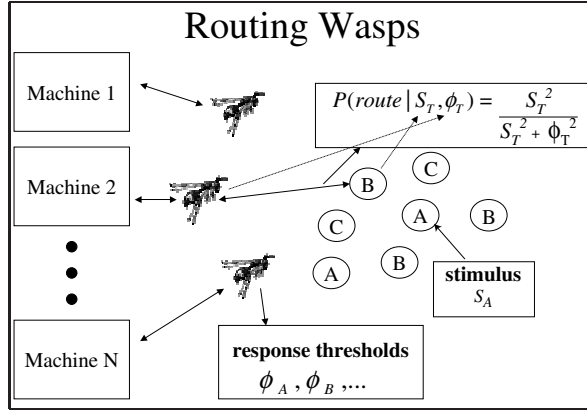 Routing Wasps
Machine 1
P(route | S_T, ϕ_T) = S_T^2 / (S_T^2 + ϕ_T^2)
Machine 2
C
B
C
A
B
A
B
stimulus
S_A
Machine N
response thresholds
ϕ_A , ϕ_B ,...